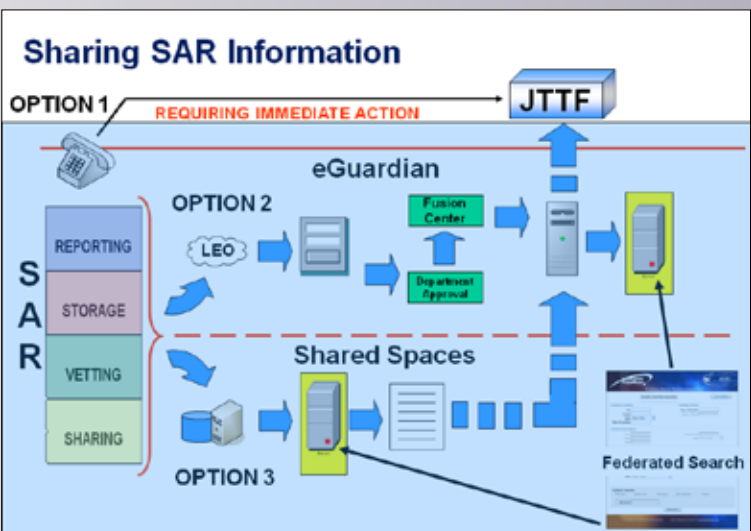 Sharing SAR Information
OPTION 1
REQUIRING IMMEDIATE ACTION
JTTF
eGuardian
OPTION 2
LEO
Fusion
Center
Department
Approval
SAR
REPORTING
STORAGE
VETTING
SHARING
Shared Spaces
OPTION 3
Federated Search